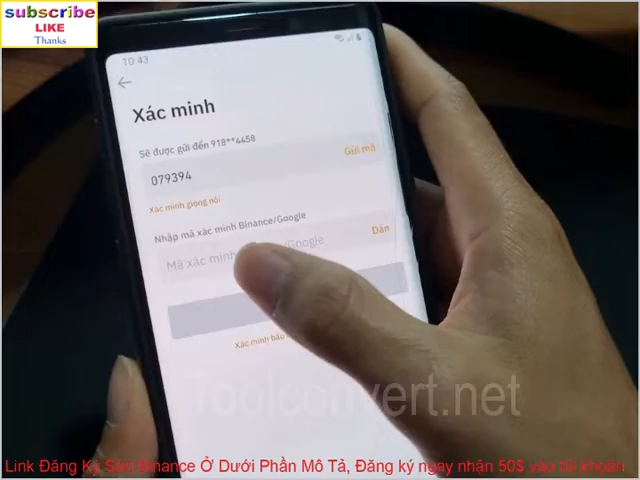 subscribe
LIKE
Thanks
10:43
Xác minh
Sẽ được gửi đến 918**4458
079394
Gửi mã
Xác minh giọng nói
Nhập mã xác minh Binance/Google
Mã xác minh /Google
Dán
Xác minh bảo
Toolconvert.net
Link Đăng Ký Sàn Binance Ở Dưới Phần Mô Tả, Đăng ký ngay nhận 50$ vào tài khoản